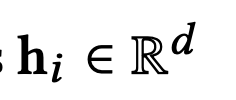 s 𝐡ᵢ ∈ ℝᵈ